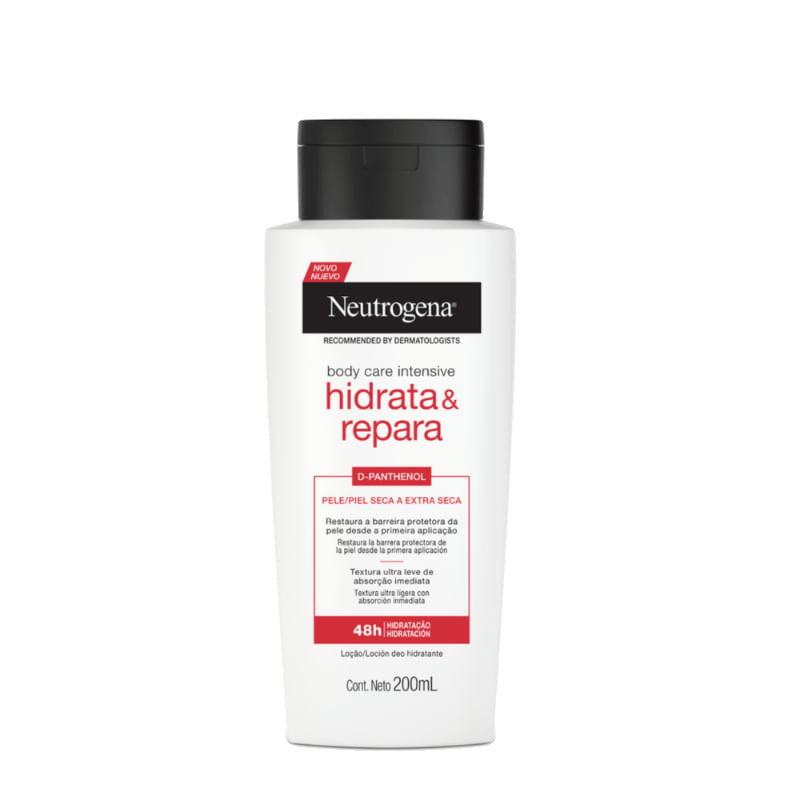 NOVO
NUEVO
Neutrogena®
RECOMMENDED BY DERMATOLOGISTS
body care intensive
hidrata &
repara
D-PANTHENOL
PELE/PIEL SECA A EXTRA SECA
Restaura a barreira protetora da
pele desde a primeira aplicação
Restaura la barrera protectora de
la piel desde la primera aplicación
Textura ultra leve de
absorção imediata
Textura ultra ligera con
absorción inmediata
48h | HIDRATAÇÃO
HIDRATACIÓN
Loção/Loción deo hidratante
Cont. Neto 200mL